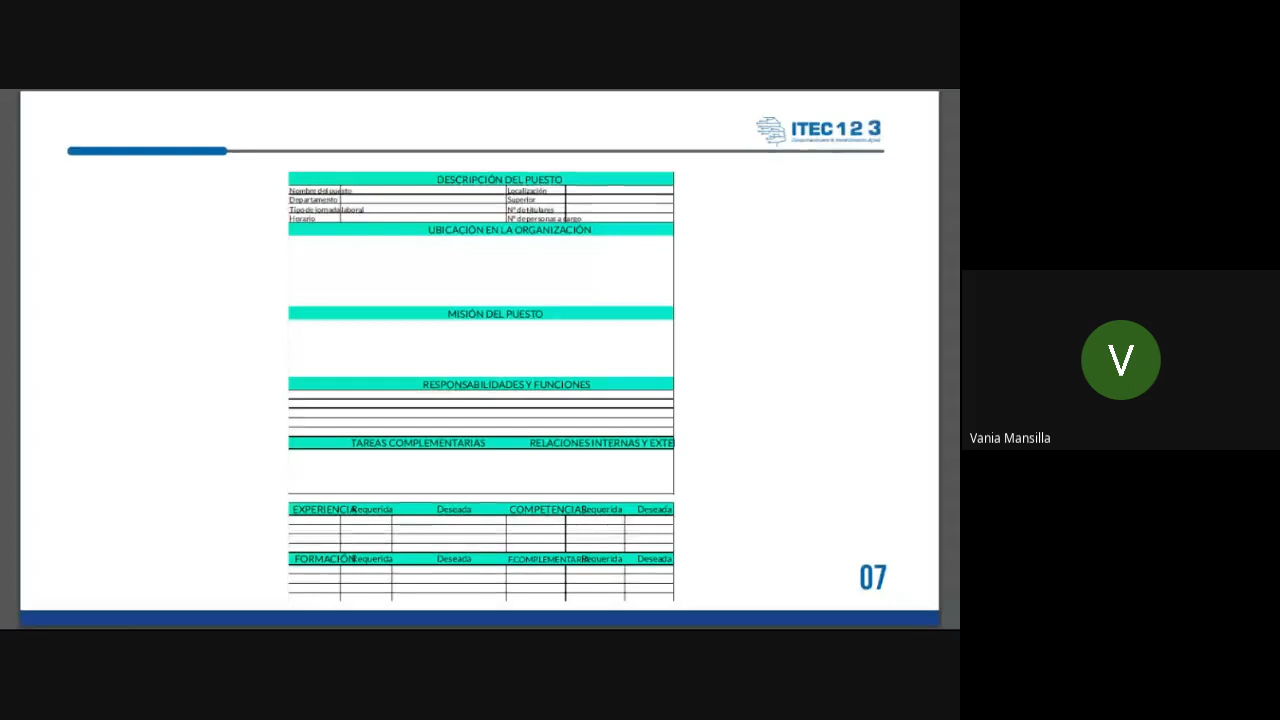 ITEC 1 2 3
DESCRIPCIÓN DEL PUESTO
Nombre del puesto Localización
Departamento Superior
Tipo de jornada laboral Nº de titulares
Horario Nº de personas a cargo
UBICACIÓN EN LA ORGANIZACIÓN
MISIÓN DEL PUESTO
RESPONSABILIDADES Y FUNCIONES
TAREAS COMPLEMENTARIAS RELACIONES INTERNAS Y EXTE
EXPERIENCIA Requerida Deseada COMPETENCIAS Requerida Deseada
FORMACIÓN Requerida Deseada F.COMPLEMENTARIA Requerida Deseada
07
V
Vania Mansilla